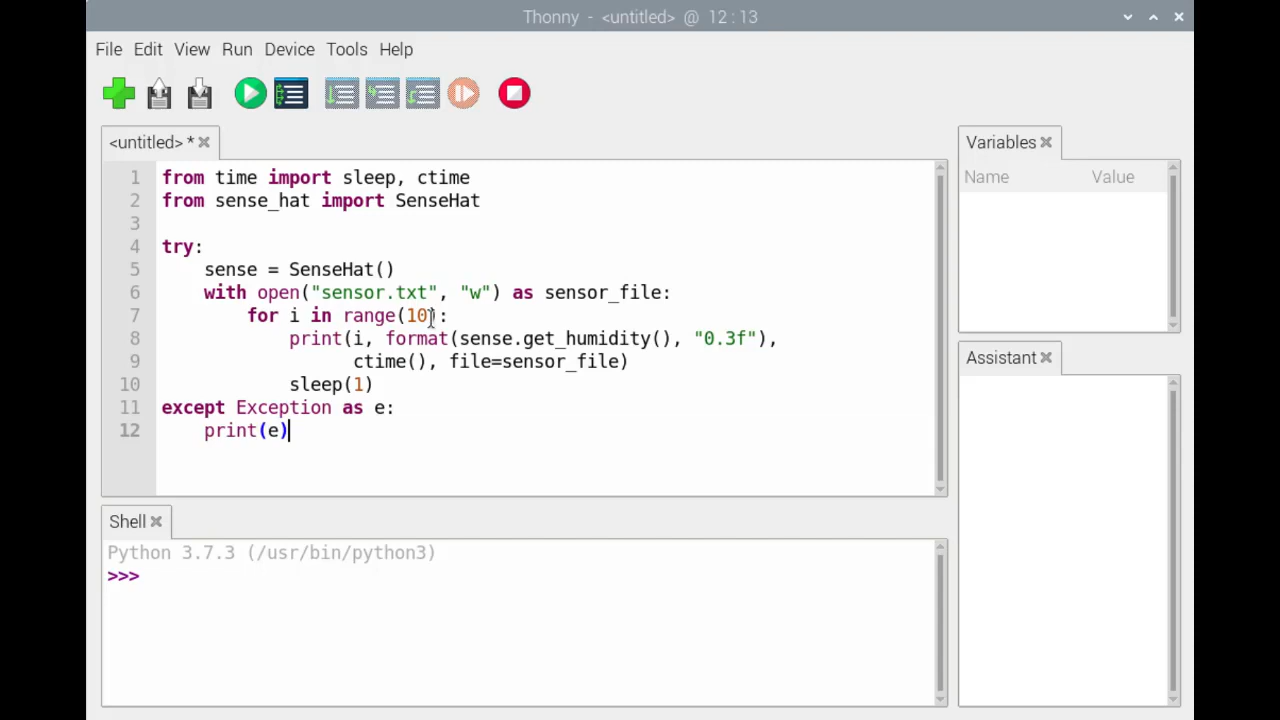 Thonny - <untitled> @ 12:13
File Edit View Run Device Tools Help
<untitled> *
1 from time import sleep, ctime
2 from sense_hat import SenseHat
3
4 try:
5     sense = SenseHat()
6     with open("sensor.txt", "w") as sensor_file:
7         for i in range(10):
8             print(i, format(sense.get_humidity(), "0.3f"),
9                   ctime(), file=sensor_file)
10             sleep(1)
11 except Exception as e:
12     print(e)
Shell
Python 3.7.3 (/usr/bin/python3)
>>>
Variables
Name Value
Assistant